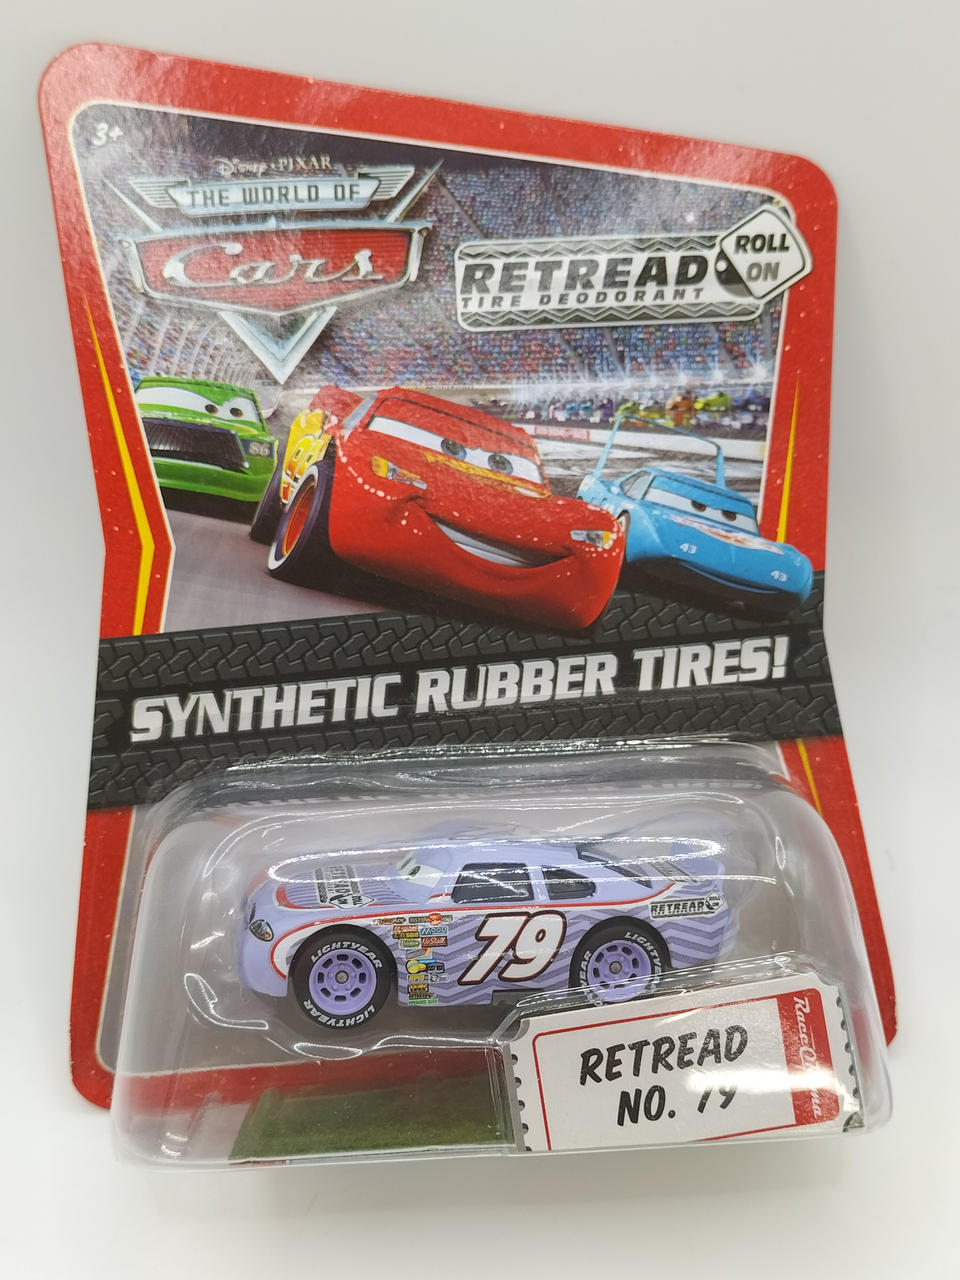 3+
DISNEY • PIXAR
THE WORLD OF
Cars
RETREAD
TIRE DEODORANT
ROLL
ON
86
43
43
SYNTHETIC RUBBER TIRES!
RETREAD
79
MOOD
LIGHTYEAR
LIGHTYEAR
LIGHTYEAR
RETREAD
NO. 79